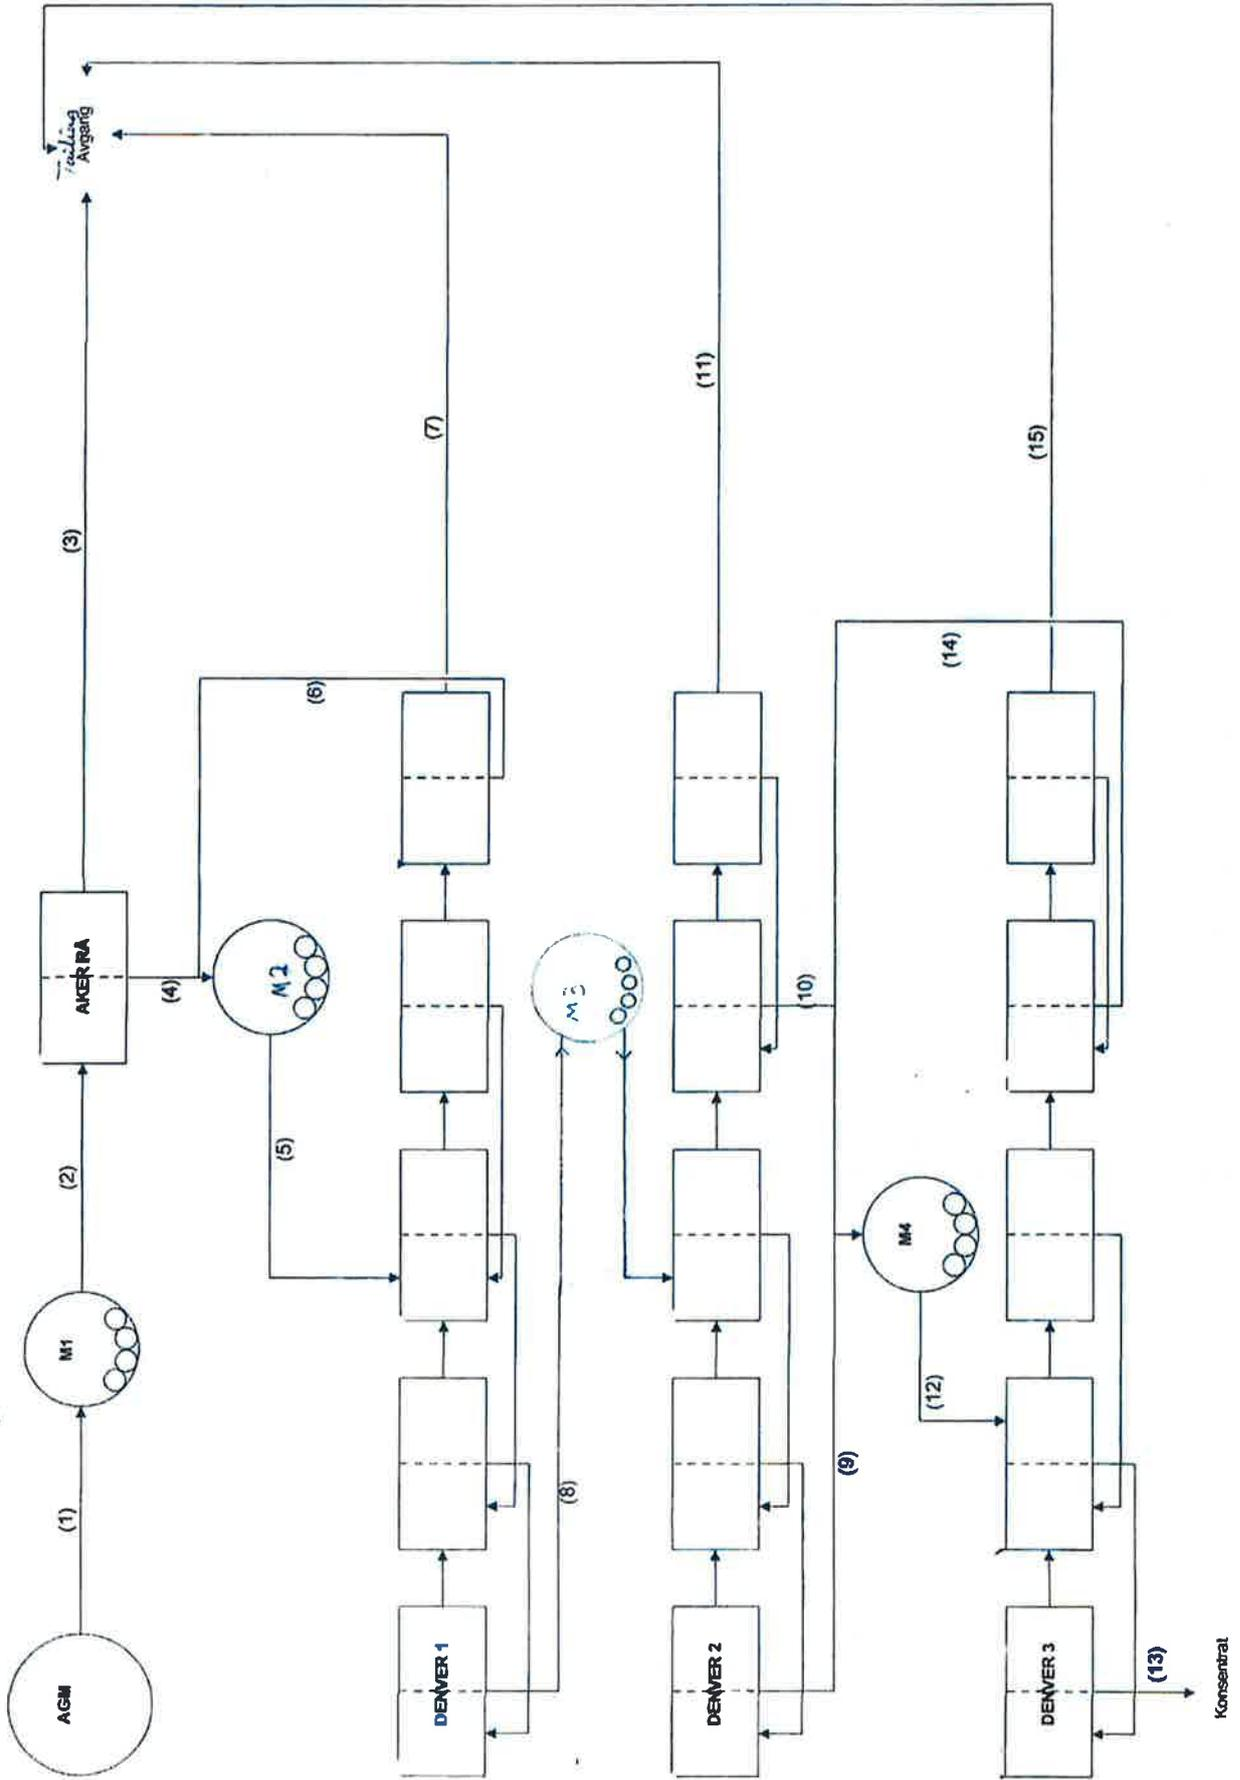 AGM
(1)
M1
(2)
AKER RÅ
(3)
Tailing
Avgang
(4)
M2
(5)
(6)
(7)
DENVER 1
(8)
M3
DENVER 2
(9)
(10)
(11)
M4
(12)
DENVER 3
(13)
Konsentrat
(14)
(15)